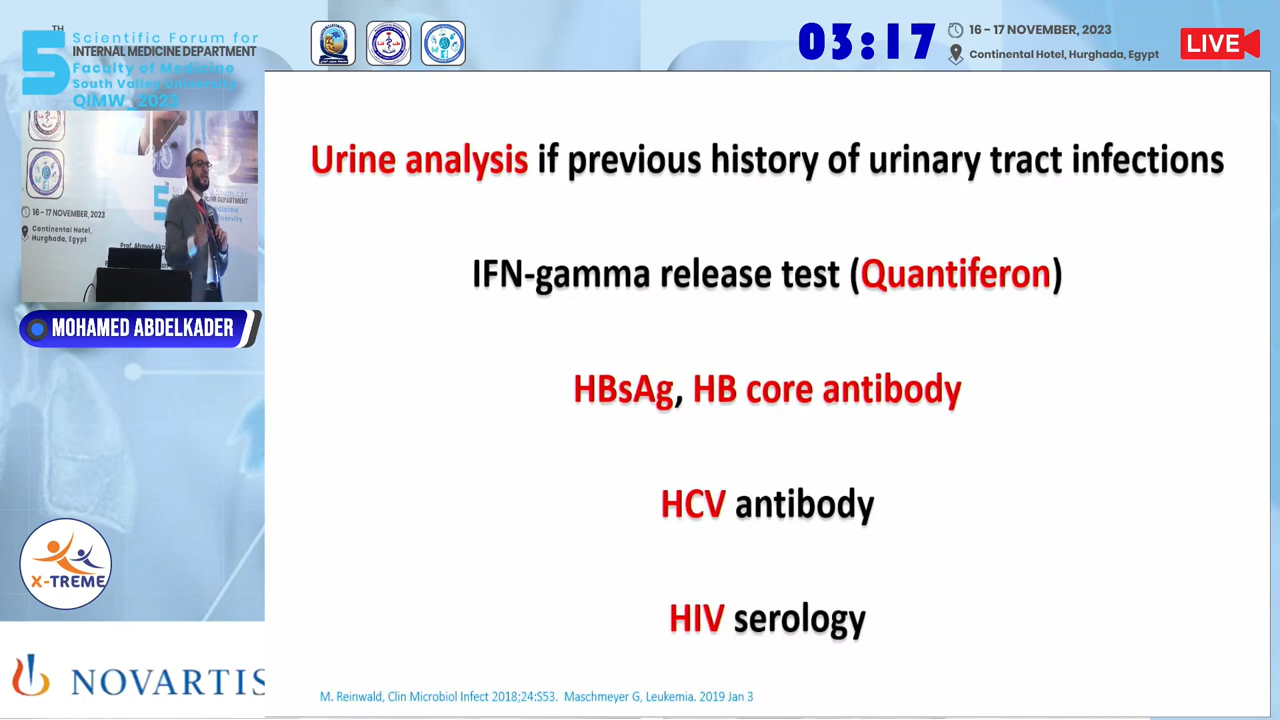 5
TH
Scientific Forum for
INTERNAL MEDICINE DEPARTMENT
Faculty of Medicine
South Valley University
QIMW_2023
03:17
16 – 17 NOVEMBER, 2023
Continental Hotel, Hurghada, Egypt
LIVE
16 – 17 NOVEMBER, 2023
Continental Hotel,
Hurghada, Egypt
MOHAMED ABDELKADER
X-TREME
NOVARTIS
Urine analysis if previous history of urinary tract infections
IFN-gamma release test (Quantiferon)
HBsAg, HB core antibody
HCV antibody
HIV serology
M. Reinwald, Clin Microbiol Infect 2018;24:S53. Maschmeyer G, Leukemia. 2019 Jan 3